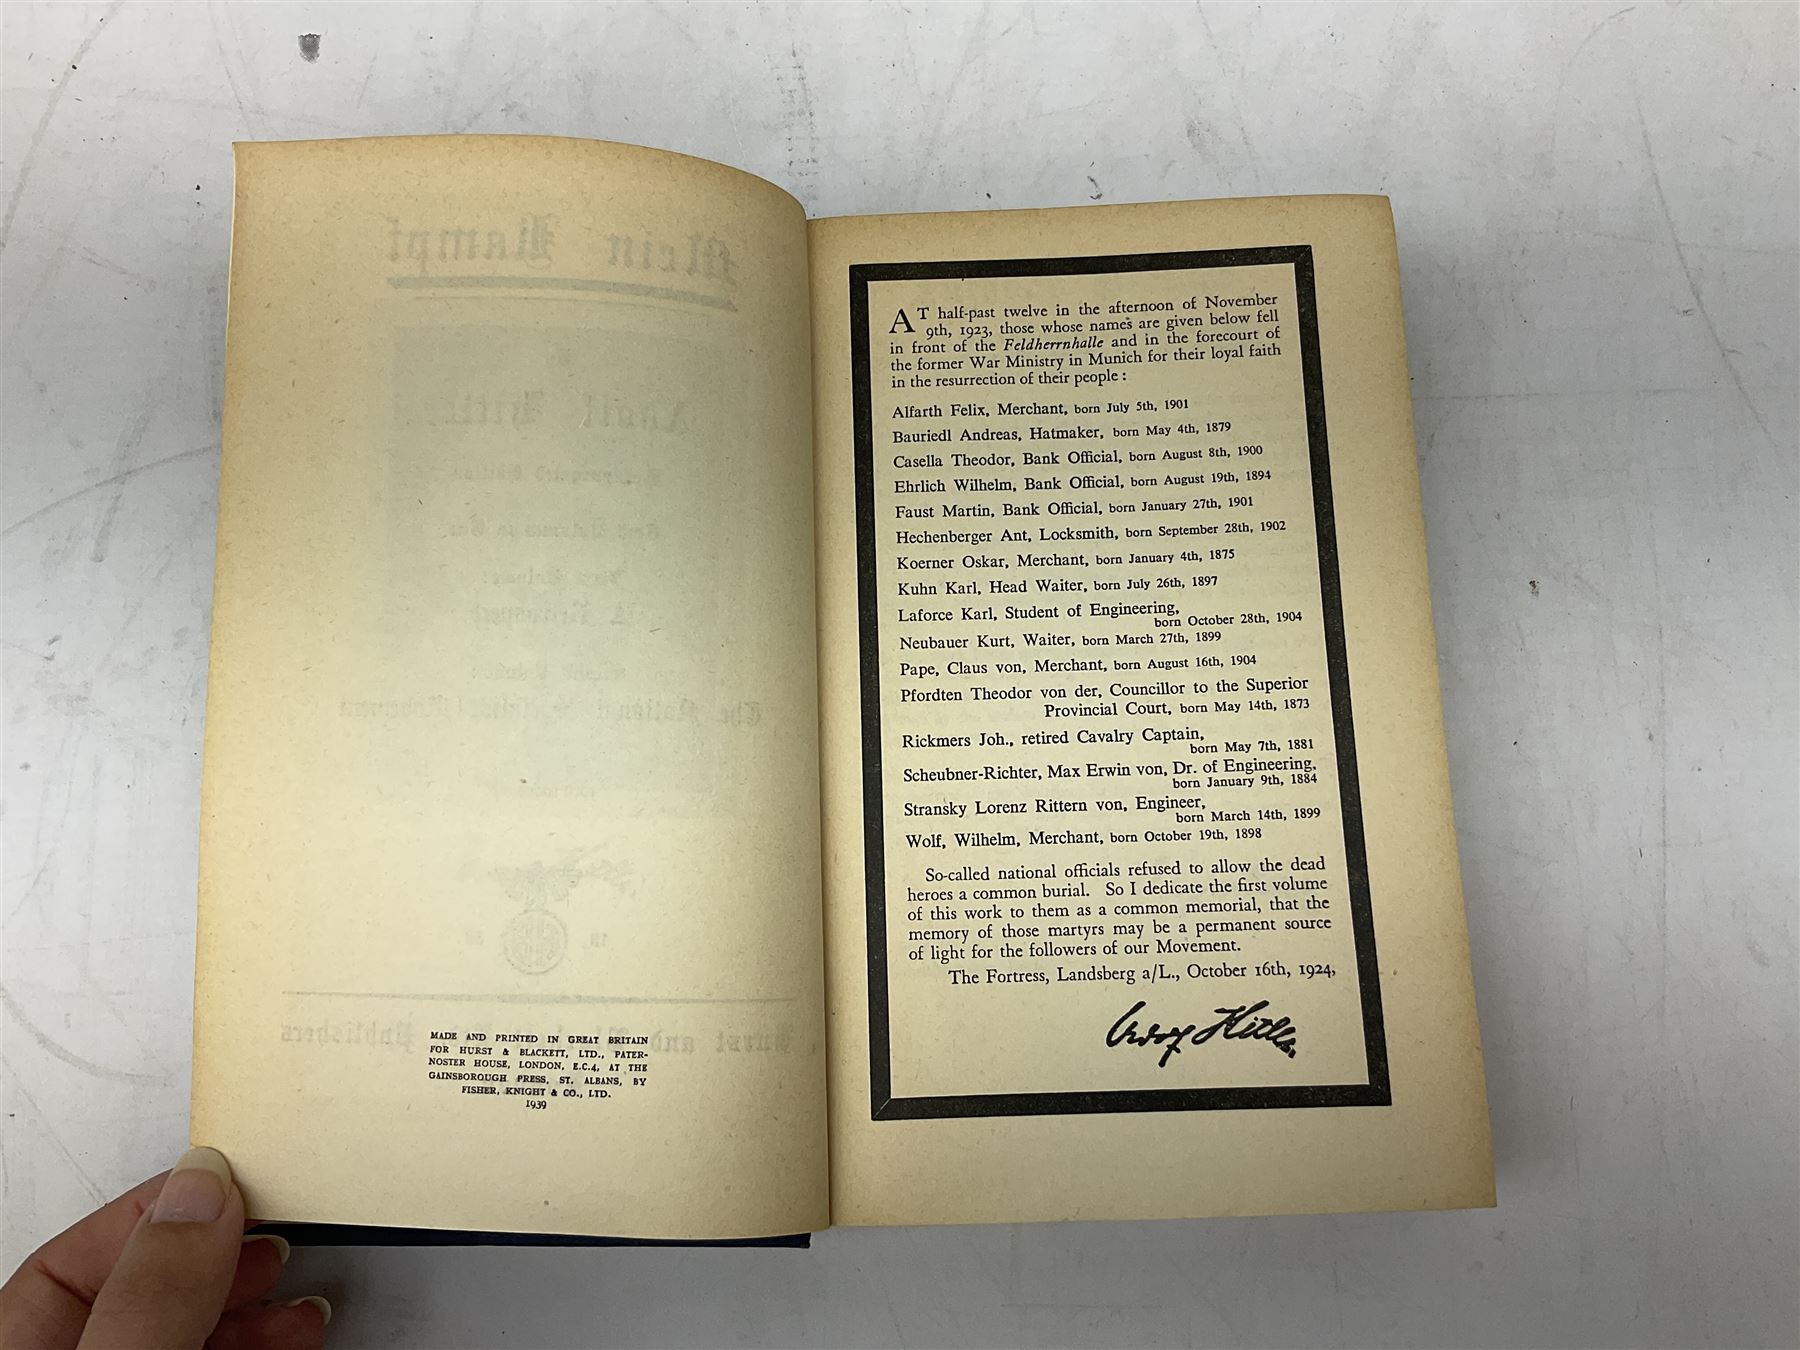 MADE AND PRINTED IN GREAT BRITAIN
FOR HURST & BLACKETT, LTD., PATER-
NOSTER HOUSE, LONDON, E.C.4, AT THE
GAINSBOROUGH PRESS, ST. ALBANS, BY
FISHER, KNIGHT & CO., LTD.
1939
AT half-past twelve in the afternoon of November
9th, 1923, those whose names are given below fell
in front of the Feldherrnhalle and in the forecourt of
the former War Ministry in Munich for their loyal faith
in the resurrection of their people :
Alfarth Felix, Merchant, born July 5th, 1901
Bauriedl Andreas, Hatmaker, born May 4th, 1879
Casella Theodor, Bank Official, born August 8th, 1900
Ehrlich Wilhelm, Bank Official, born August 19th, 1894
Faust Martin, Bank Official, born January 27th, 1901
Hechenberger Ant, Locksmith, born September 28th, 1902
Koerner Oskar, Merchant, born January 4th, 1875
Kuhn Karl, Head Waiter, born July 26th, 1897
Laforce Karl, Student of Engineering,
born October 28th, 1904
Neubauer Kurt, Waiter, born March 27th, 1899
Pape, Claus von, Merchant, born August 16th, 1904
Pfordten Theodor von der, Councillor to the Superior
Provincial Court, born May 14th, 1873
Rickmers Joh., retired Cavalry Captain,
born May 7th, 1881
Scheubner-Richter, Max Erwin von, Dr. of Engineering,
born January 9th, 1884
Stransky Lorenz Rittern von, Engineer,
born March 14th, 1899
Wolf, Wilhelm, Merchant, born October 19th, 1898
So-called national officials refused to allow the dead
heroes a common burial. So I dedicate the first volume
of this work to them as a common memorial, that the
memory of those martyrs may be a permanent source
of light for the followers of our Movement.
The Fortress, Landsberg a/L., October 16th, 1924,
Adolf Hitler.